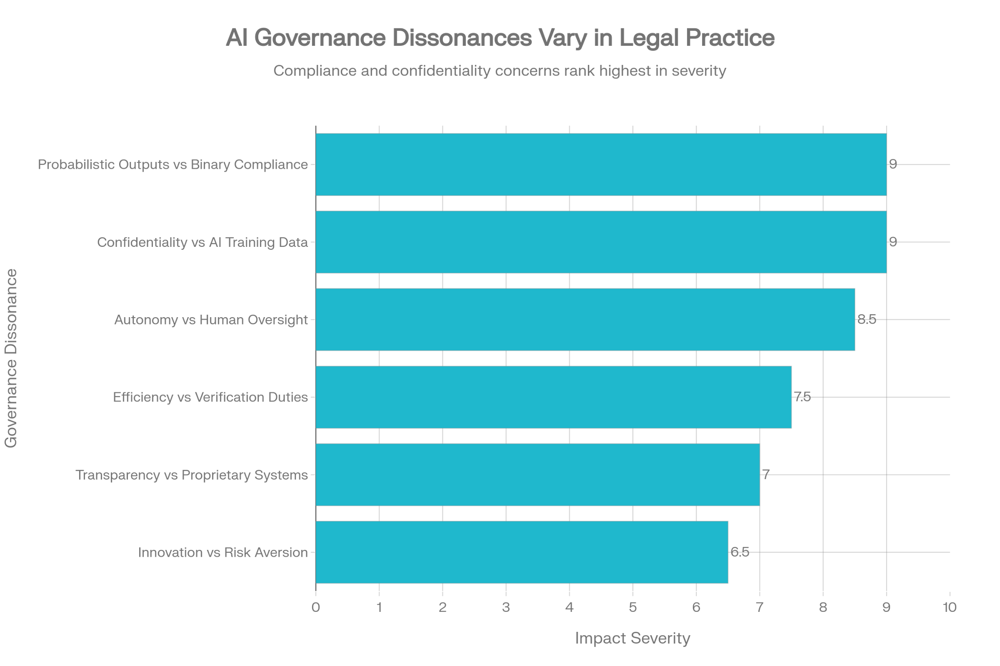 AI Governance Dissonances Vary in Legal Practice
Compliance and confidentiality concerns rank highest in severity
Governance Dissonance
Probabilistic Outputs vs Binary Compliance
9
Confidentiality vs AI Training Data
9
Autonomy vs Human Oversight
8.5
Efficiency vs Verification Duties
7.5
Transparency vs Proprietary Systems
7
Innovation vs Risk Aversion
6.5
0 1 2 3 4 5 6 7 8 9 10
Impact Severity